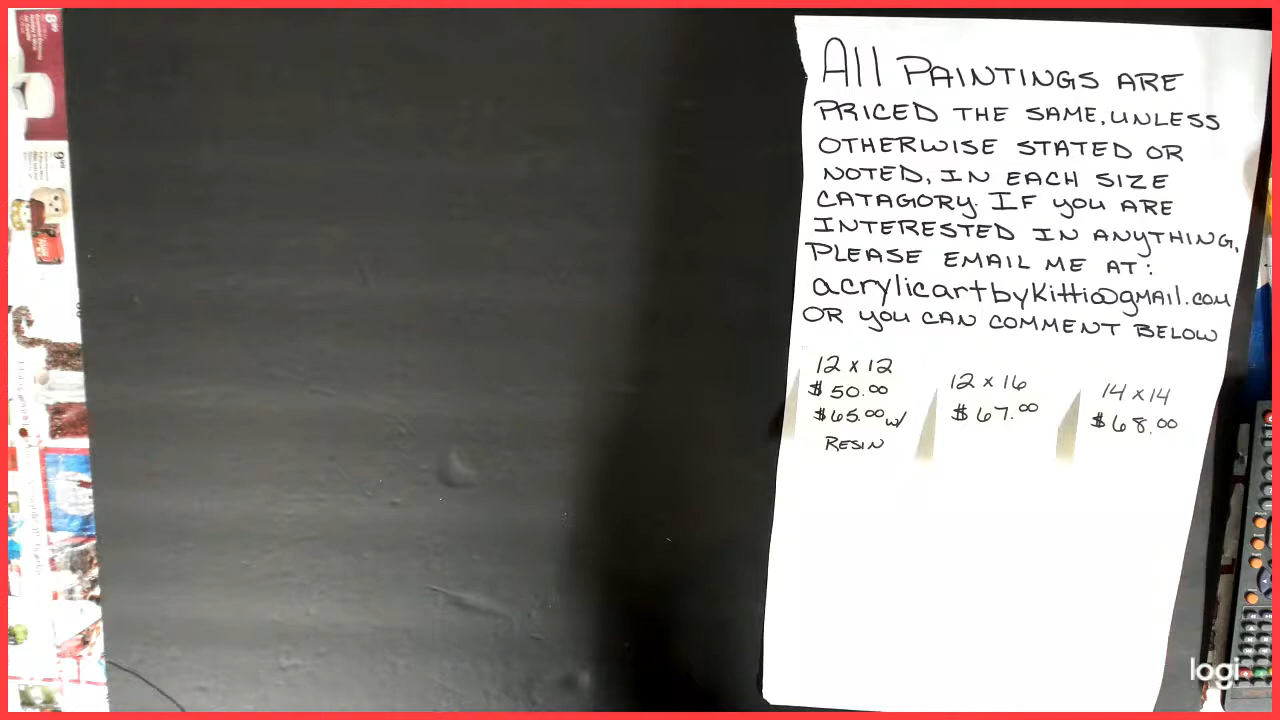 All PAINTINGS ARE
PRICED THE SAME, UNLESS
OTHERWISE STATED OR
NOTED, IN EACH SIZE
CATAGORY. IF YOU ARE
INTERESTED IN ANYTHING,
PLEASE EMAIL ME AT:
acrylicartbyKitti@gmail.com
OR YOU CAN COMMENT BELOW
12 x 12
$50.00
$65.00 w/
RESIN
12 x 16
$67.00
14 x 14
$68.00
logi